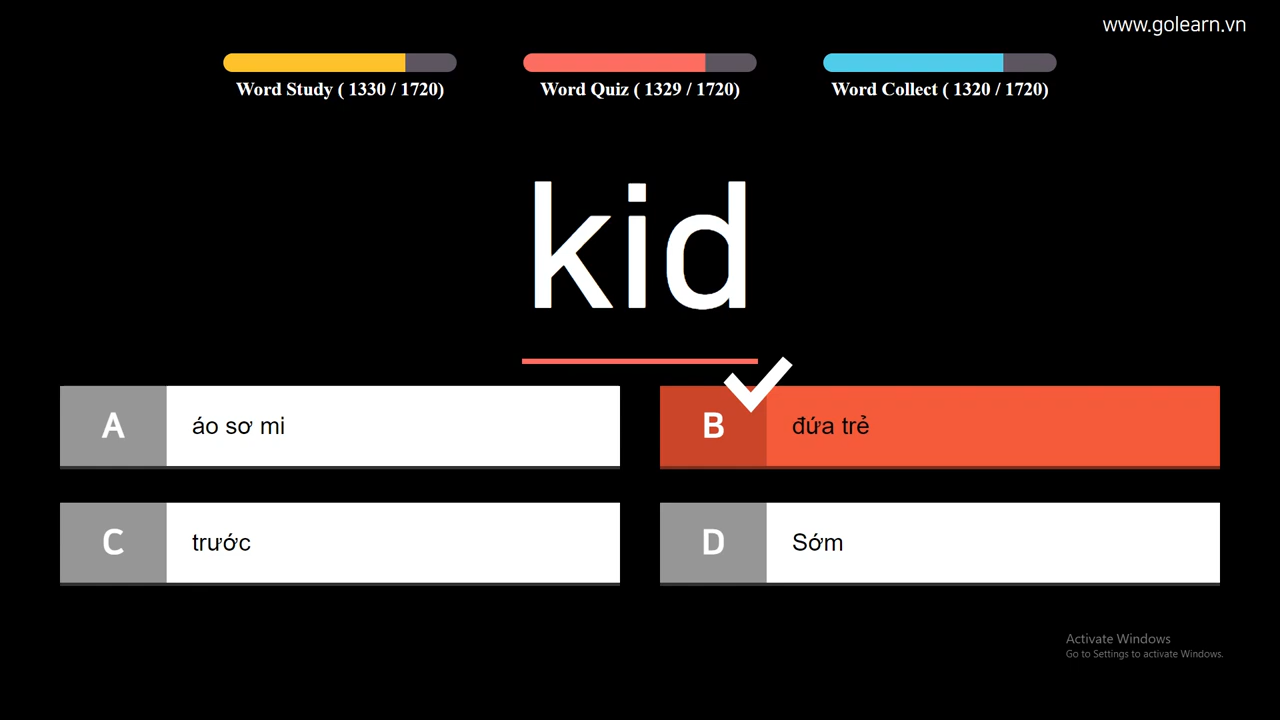 www.golearn.vn
Word Study ( 1330 / 1720)
Word Quiz ( 1329 / 1720)
Word Collect ( 1320 / 1720)
kid
A áo sơ mi
B đứa trẻ
C trước
D Sớm
Activate Windows
Go to Settings to activate Windows.